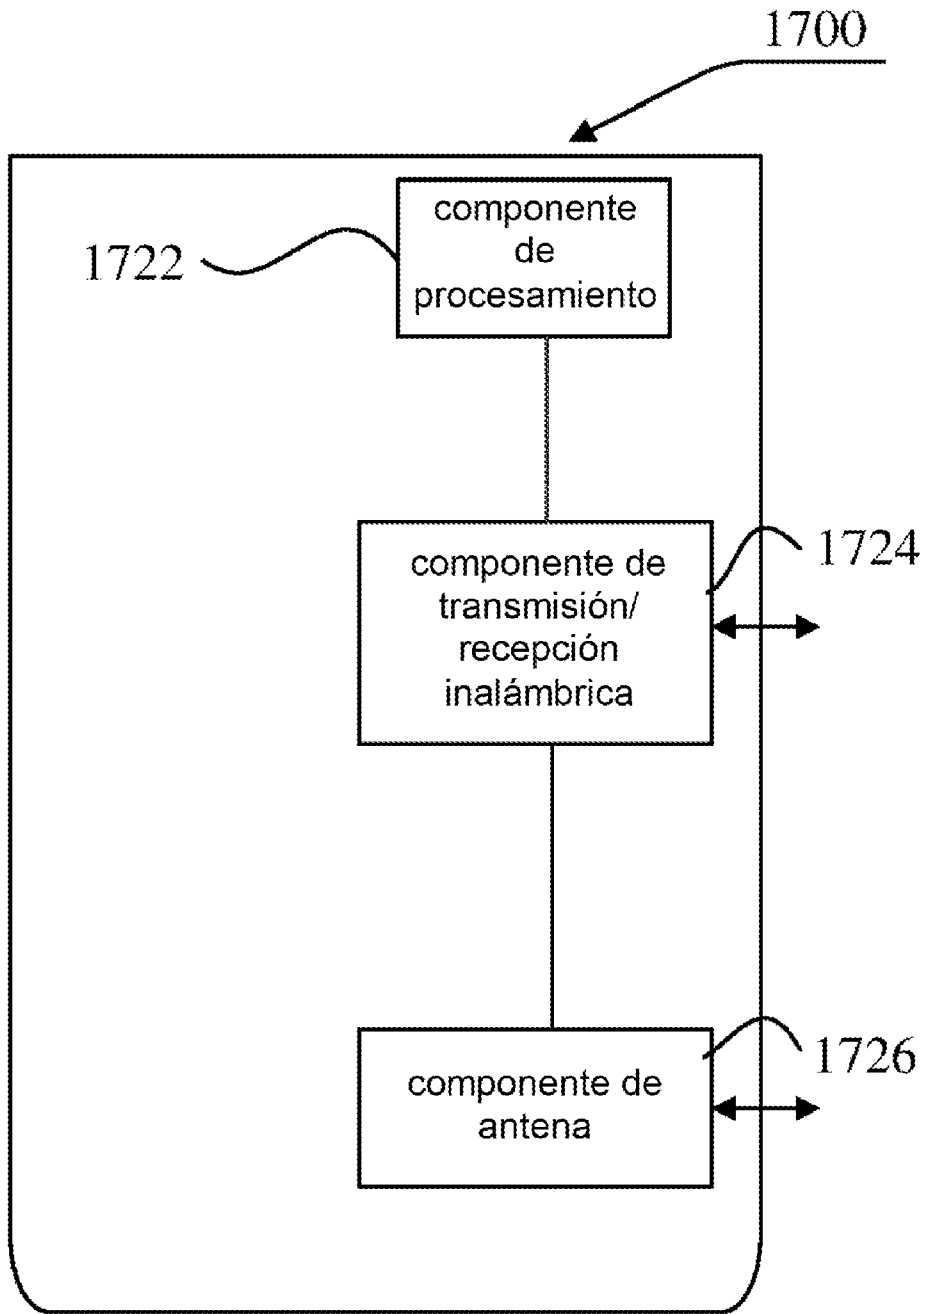 1700
componente
de
procesamiento
1722
componente de
transmisión/
recepción
inalámbrica
1724
componente de
antena
1726